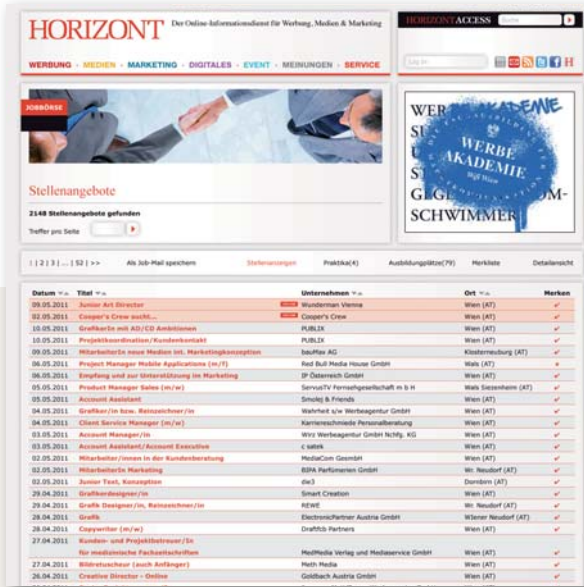 HORIZONT Der Online-Informationsdienst für Werbung, Medien & Marketing
WERBUNG - MEDIEN - MARKETING - DIGITALES - EVENT - MEINUNGEN - SERVICE
HORIZONT ACCESS Suche
Log in
JOBBÖRSE
Stellenangebote
2148 Stellenangebote gefunden
Treffer pro Seite
WERBE
AKADEMIE
Wifi Wien
SCHWIMMER
1 | 2 | 3 | ... | 52 | >> Als Job-Mail speichern Stellenanzeigen Praktika(4) Ausbildungplätze(79) Merkliste Detailansicht
Datum Titel Unternehmen Ort Merken
09.05.2011 Junior Art Director Wunderman Vienna Wien (AT)
02.05.2011 Cooper's Crew sucht... Cooper's Crew Wien (AT)
10.05.2011 GrafikerIn mit AD/CD Ambitionen PUBLIX Wien (AT)
10.05.2011 Projektkoordination/Kundenkontakt PUBLIX Wien (AT)
09.05.2011 MitarbeiterIn neue Medien int. Marketingkonzeption bauMax AG Klosterneuburg (AT)
06.05.2011 Project Manager Mobile Applications (m/f) Red Bull Media House GmbH Wals (AT)
06.05.2011 Empfang und zur Unterstützung im Marketing IP Österreich GmbH Wien (AT)
05.05.2011 Product Manager Sales (m/w) ServusTV Fernsehgesellschaft m b H Wals Siezenheim (AT)
05.05.2011 Account Assistant Smolej & Friends Wien (AT)
04.05.2011 Grafiker/in bzw. Reinzeichner/in Wahrheit s/w Werbeagentur GmbH Wien (AT)
04.05.2011 Client Service Manager (m/w) Karriereschmiede Personalberatung Wien (AT)
03.05.2011 Account Manager/in Wirz Werbeagentur GmbH Nchfg. KG Wien (AT)
03.05.2011 Account Assistant/Account Executive c satek Wien (AT)
02.05.2011 Mitarbeiter/innen in der Kundenberatung MediaCom GesmbH Wien (AT)
02.05.2011 MitarbeiterIn Marketing BIPA Parfümerien GmbH Wr. Neudorf (AT)
02.05.2011 Junior Text, Konzeption die3 Dornbirn (AT)
29.04.2011 Grafikerdesigner/in Smart Creation Wien (AT)
29.04.2011 Grafik Designer/in, Reinzeichner/in REWE Wr. Neudorf (AT)
28.04.2011 Grafik ElectronicPartner Austria GmbH Wiener Neudorf (AT)
28.04.2011 Copywriter (m/w) Draftfcb Partners Wien (AT)
27.04.2011 Kunden- und Projektbetreuer/In
für medizinische Fachzeitschriften MedMedia Verlag und Mediaservice GmbH Wien (AT)
27.04.2011 Bildretuscheur (auch Anfänger) Meth Media Wien (AT)
26.04.2011 Creative Director - Online Goldbach Austria GmbH Wien (AT)